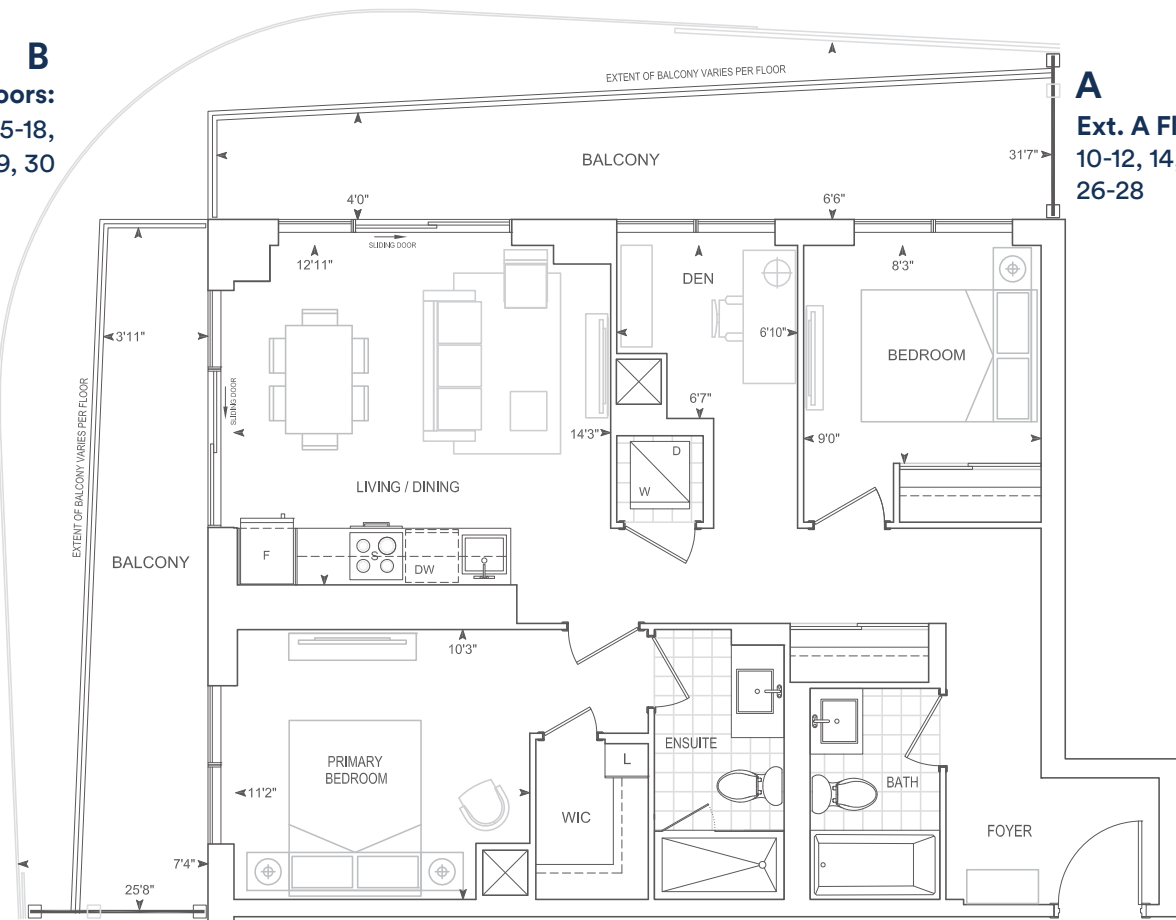 B
oors:
5-18,
9, 30
A
Ext. A Fl
10-12, 14
26-28
EXTENT OF BALCONY VARIES PER FLOOR
BALCONY
31'7"
4'0"
6'6"
SLIDING DOOR
12'11"
DEN
8'3"
3'11"
6'10"
BEDROOM
EXTENT OF BALCONY VARIES PER FLOOR
SLIDING DOOR
6'7"
14'3"
9'0"
D
W
LIVING / DINING
F
S
DW
BALCONY
10'3"
ENSUITE
L
PRIMARY
BEDROOM
BATH
11'2"
WIC
FOYER
7'4"
25'8"